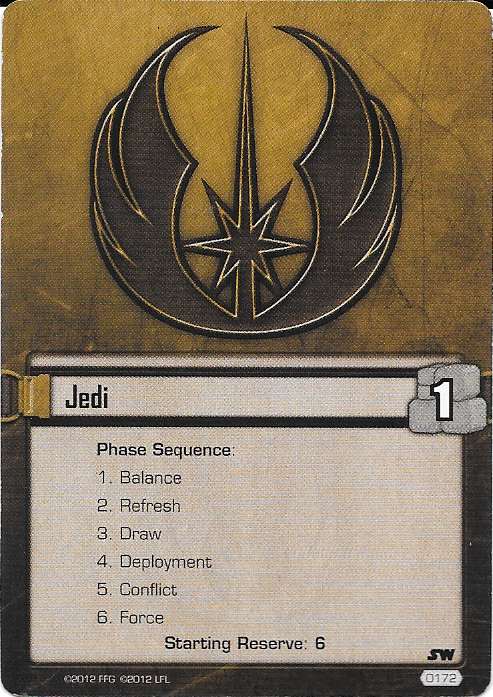 Jedi
1
Phase Sequence:
1. Balance
2. Refresh
3. Draw
4. Deployment
5. Conflict
6. Force
Starting Reserve: 6
SW
©2012 FFG ©2012 LFL
0172